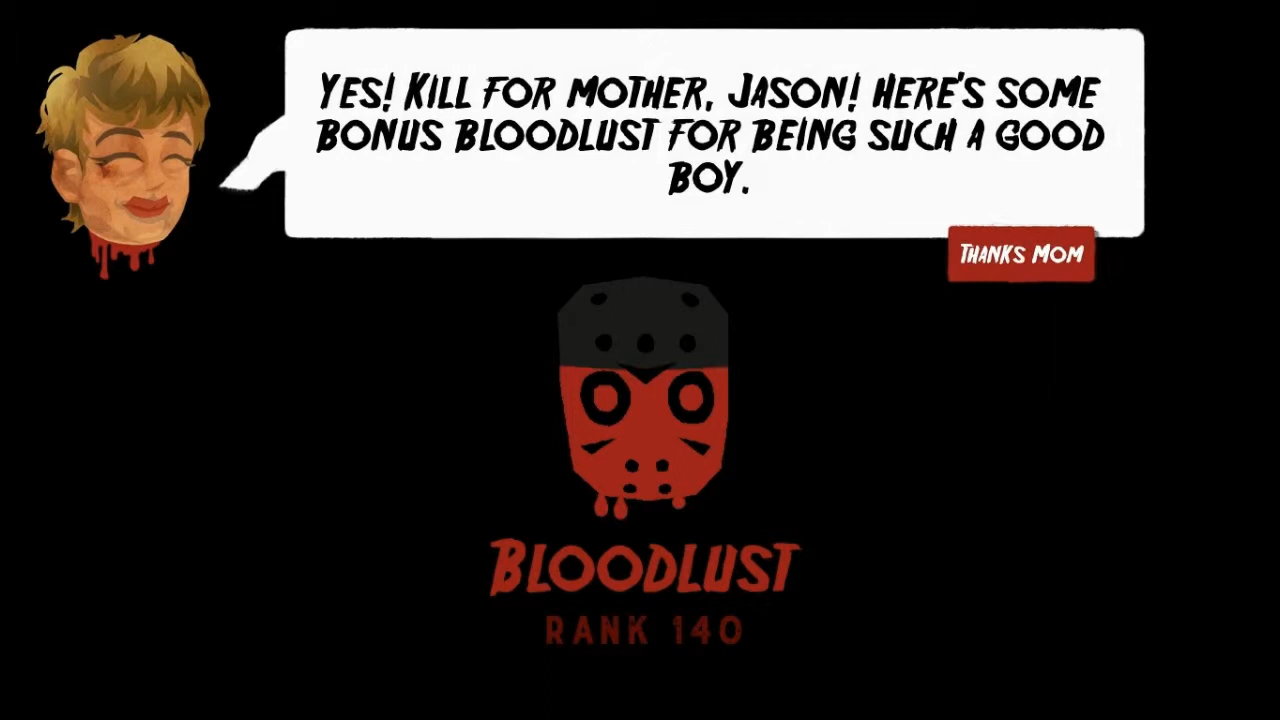 Yes! Kill for mother, Jason! Here's some
bonus bloodlust for being such a good
boy.
Thanks Mom
Bloodlust
RANK 140